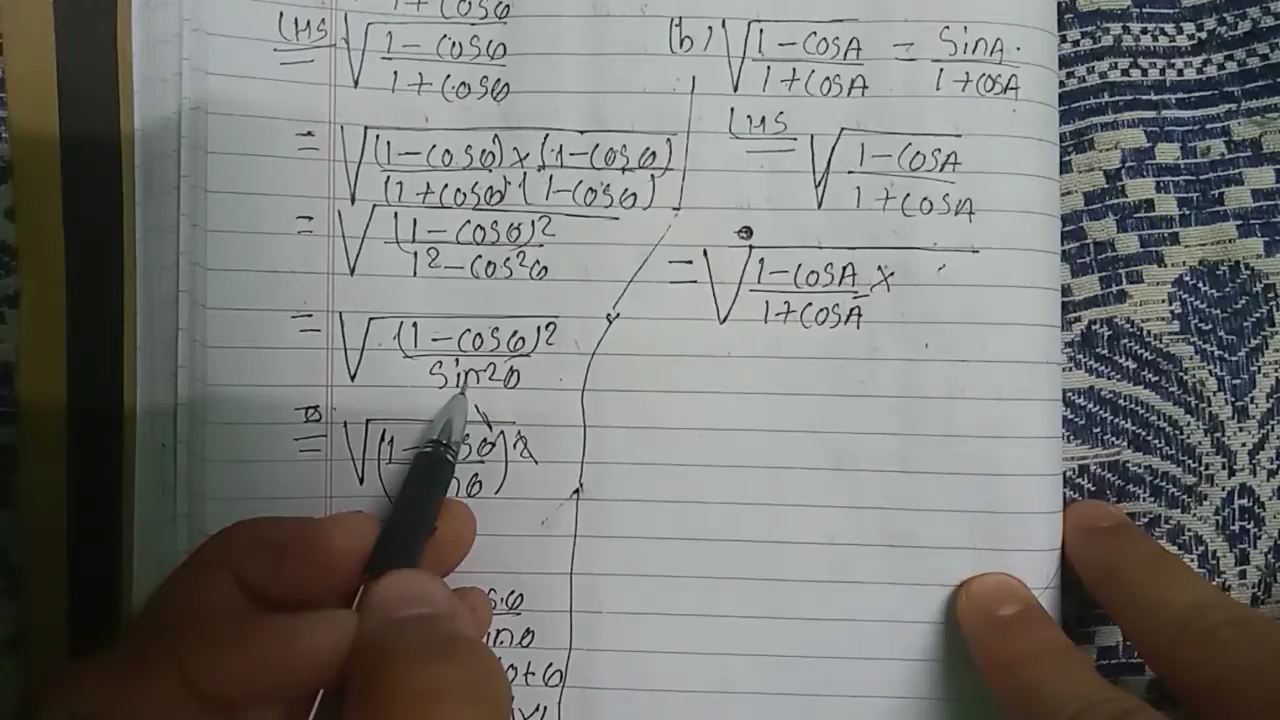 1+cosθ
LHS √(1-cosθ / 1+cosθ)
= √((1-cosθ)×(1-cosθ) / (1+cosθ)(1-cosθ))
= √((1-cosθ)2 / 12-cos2θ)
= √((1-cosθ)2 / sin2θ)
(b) √(1-cosA / 1+cosA) = SinA. / 1+cosA
LHS √(1-cosA / 1+cosA)
= √(1-cosA / 1+cosA ×